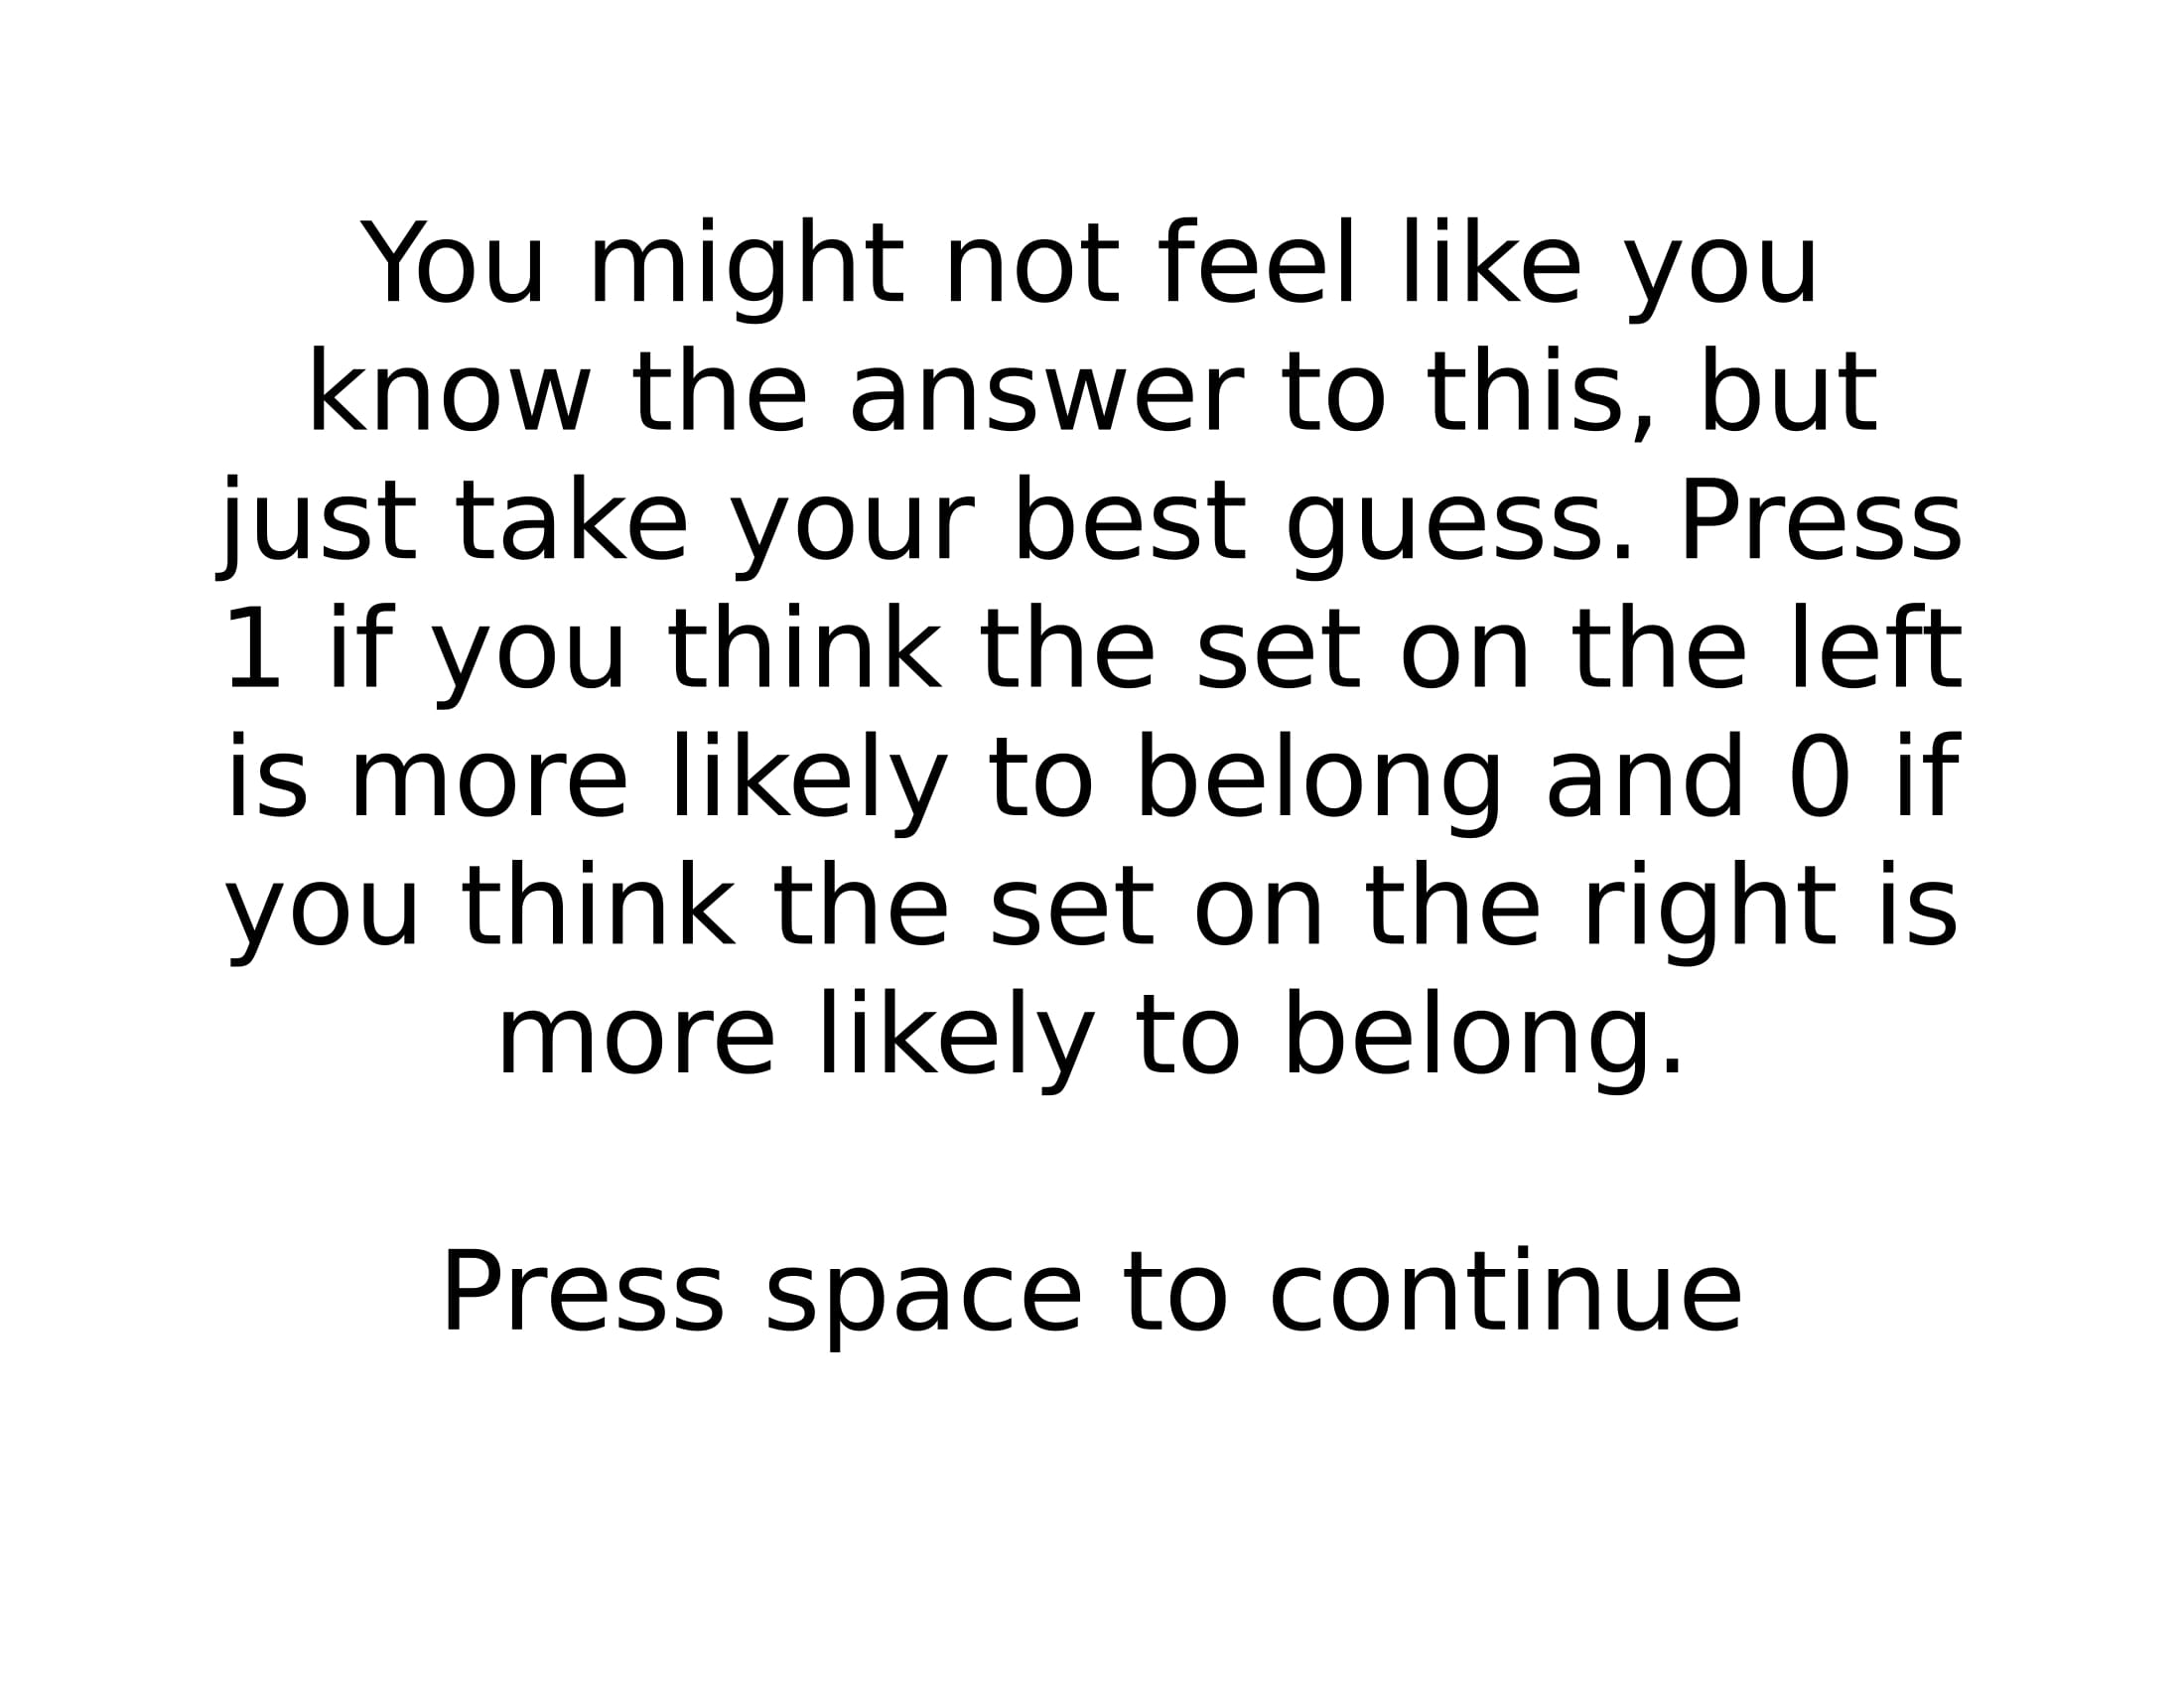 You might not feel like you
know the answer to this, but
just take your best guess. Press
1 if you think the set on the left
is more likely to belong and 0 if
you think the set on the right is
more likely to belong.
Press space to continue